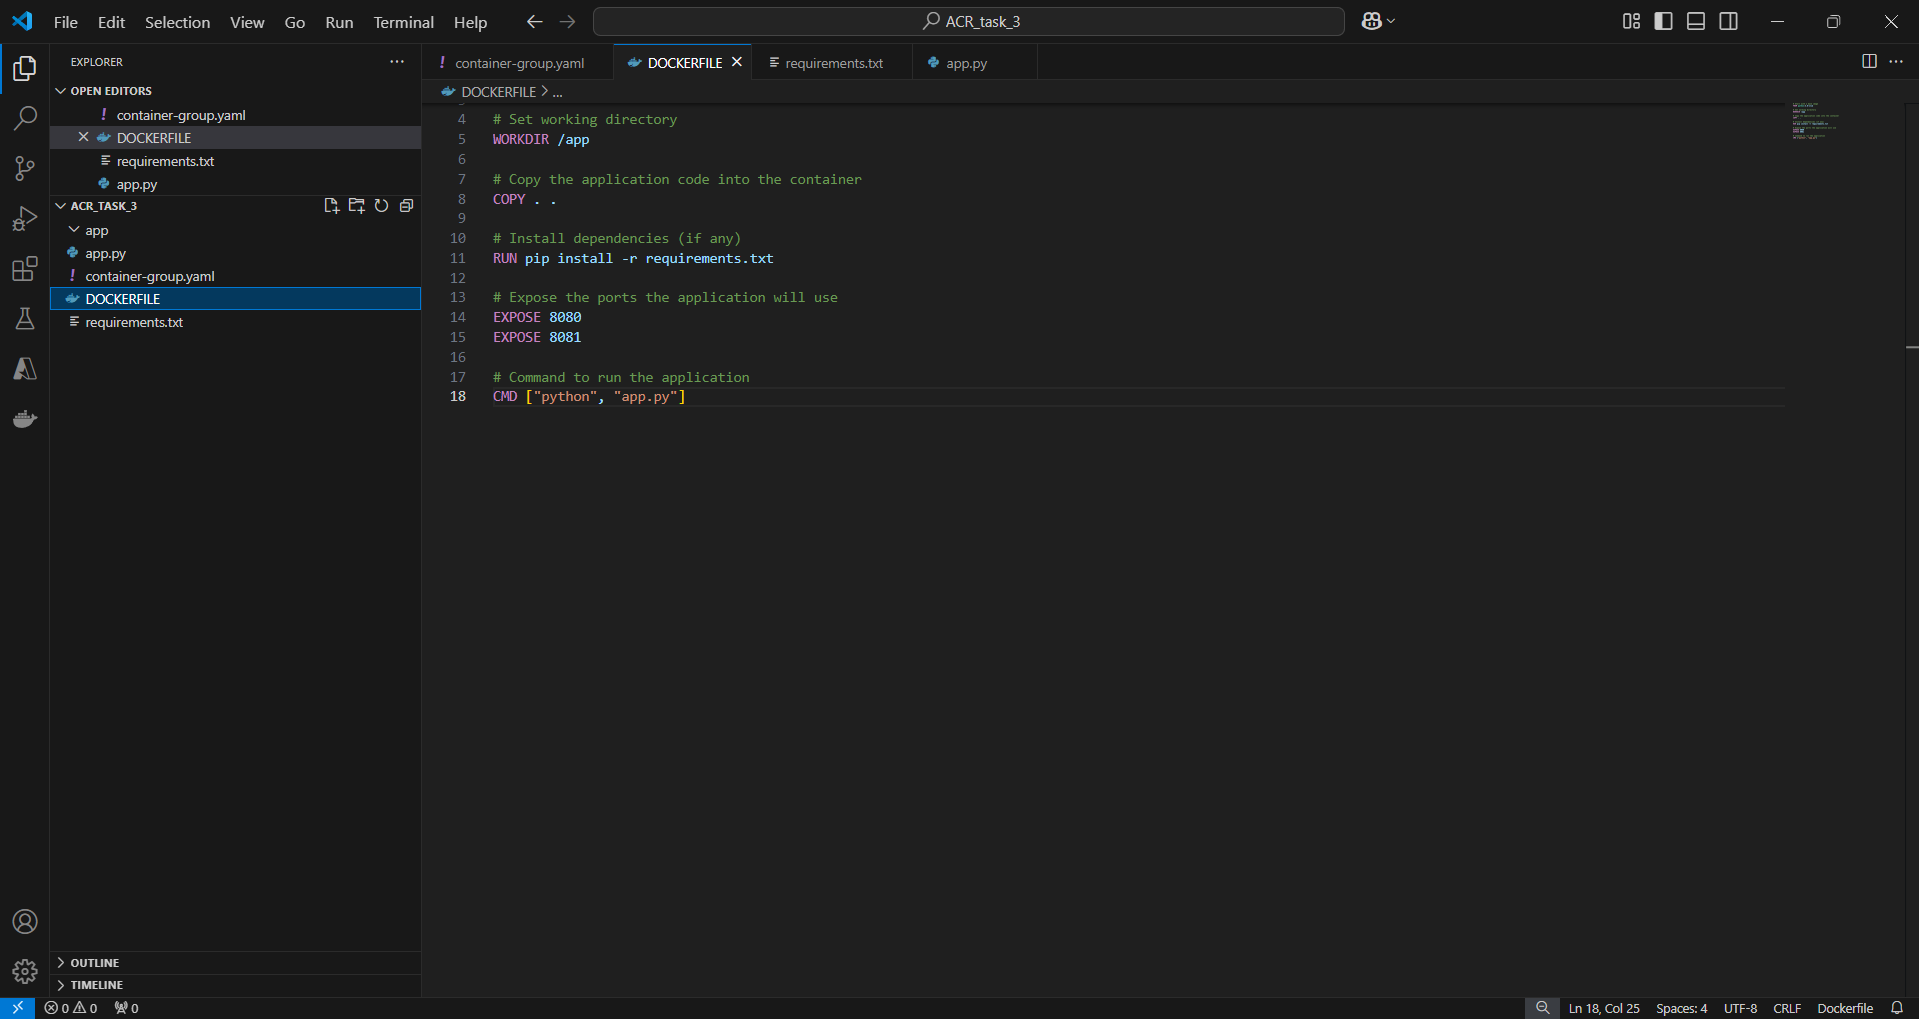 File Edit Selection View Go Run Terminal Help
ACR_task_3
EXPLORER
OPEN EDITORS
container-group.yaml
DOCKERFILE
requirements.txt
app.py
ACR_TASK_3
app
app.py
container-group.yaml
DOCKERFILE
requirements.txt
OUTLINE
TIMELINE
container-group.yaml DOCKERFILE requirements.txt app.py
DOCKERFILE > ...
4 # Set working directory
5 WORKDIR /app
6
7 # Copy the application code into the container
8 COPY . .
9
10 # Install dependencies (if any)
11 RUN pip install -r requirements.txt
12
13 # Expose the ports the application will use
14 EXPOSE 8080
15 EXPOSE 8081
16
17 # Command to run the application
18 CMD ["python", "app.py"]
0 0 0 Ln 18, Col 25 Spaces: 4 UTF-8 CRLF Dockerfile